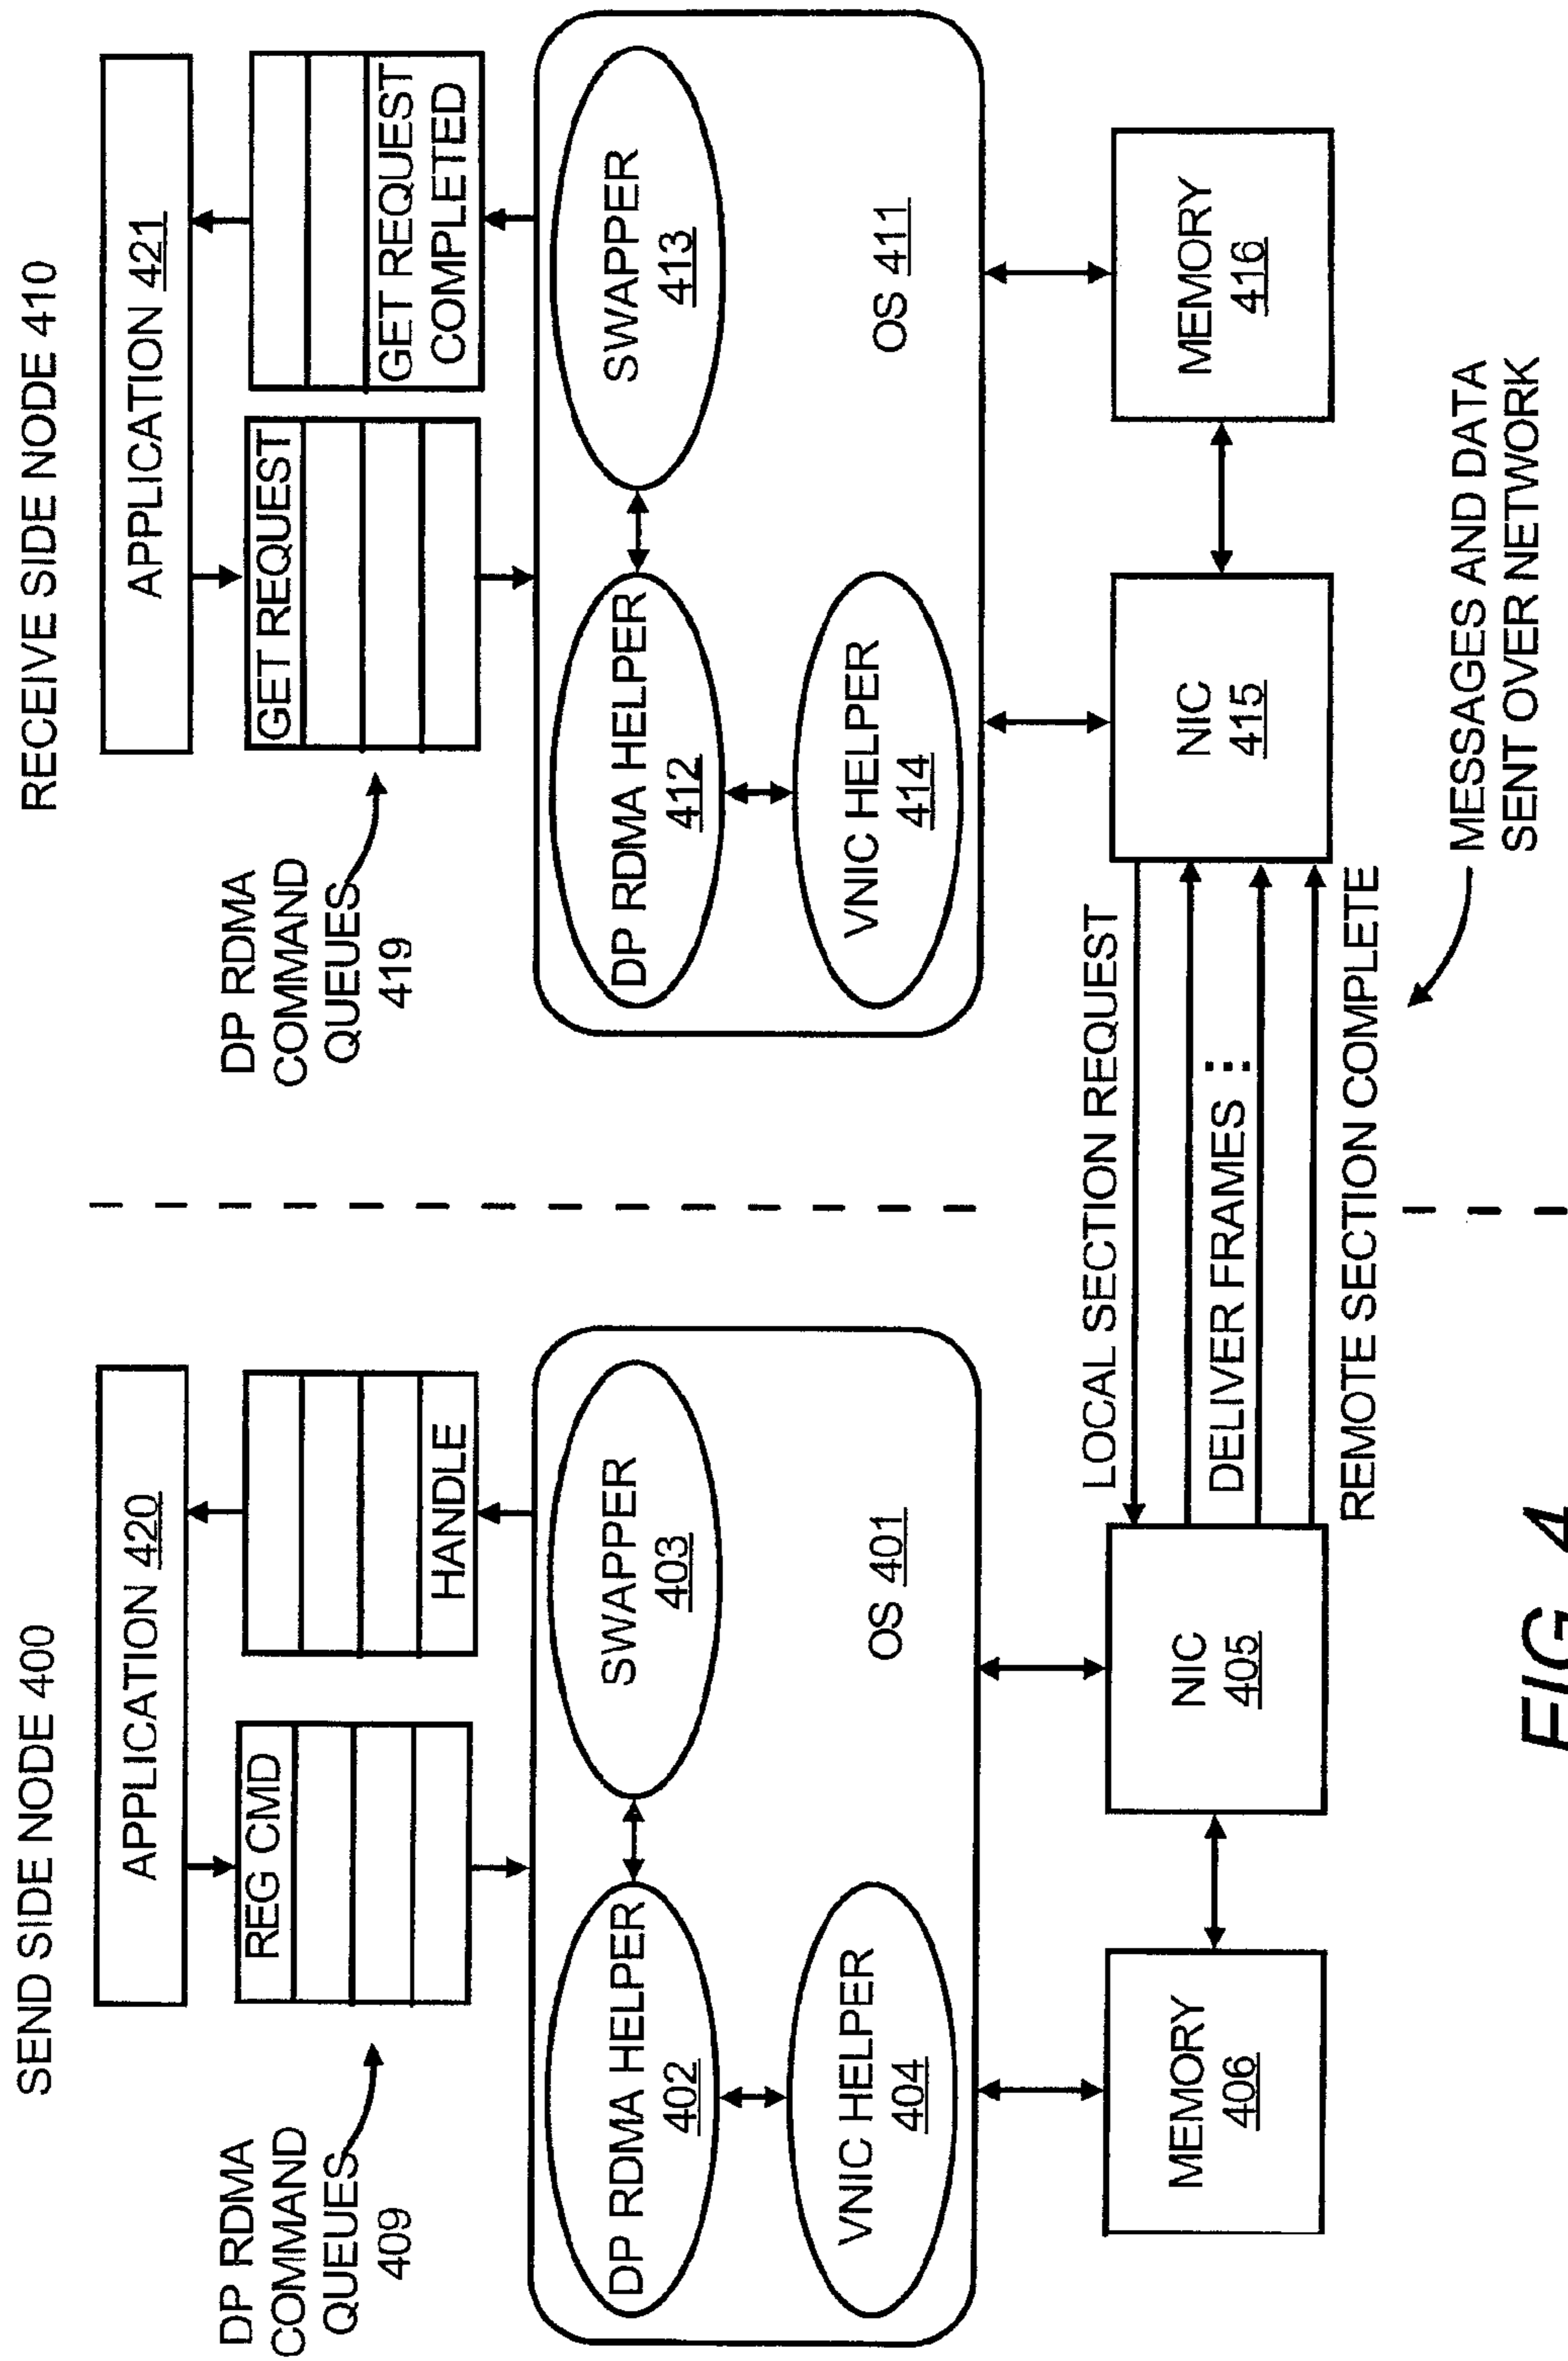 SEND SIDE NODE 400
APPLICATION 420
DP RDMA
COMMAND
QUEUES
409
REG CMD
HANDLE
DP RDMA HELPER
402
SWAPPER
403
VNIC HELPER
404
OS 401
MEMORY
406
NIC
405
RECEIVE SIDE NODE 410
APPLICATION 421
DP RDMA
COMMAND
QUEUES
419
GET REQUEST
GET REQUEST
COMPLETED
DP RDMA HELPER
412
SWAPPER
413
VNIC HELPER
414
OS 411
NIC
415
MEMORY
416
LOCAL SECTION REQUEST
DELIVER FRAMES
REMOTE SECTION COMPLETE
MESSAGES AND DATA
SENT OVER NETWORK
FIG 4